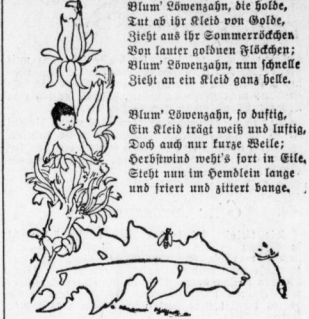 Blum' Löwenzahn, die holde,
Tut ab ihr Kleid von Golde,
Zieht aus ihr Sommerröckchen
Von lauter goldnen Flöckchen;
Blum' Löwenzahn, nun schnelle
Zieht an ein Kleid ganz helle.
Blum' Löwenzahn, so duftig,
Ein Kleid trägt weiß und luftig,
Doch auch nur kurze Weile;
Herbstwind weht's fort in Eile,
Steht nun im Hemdlein lange
und friert und zittert bange.